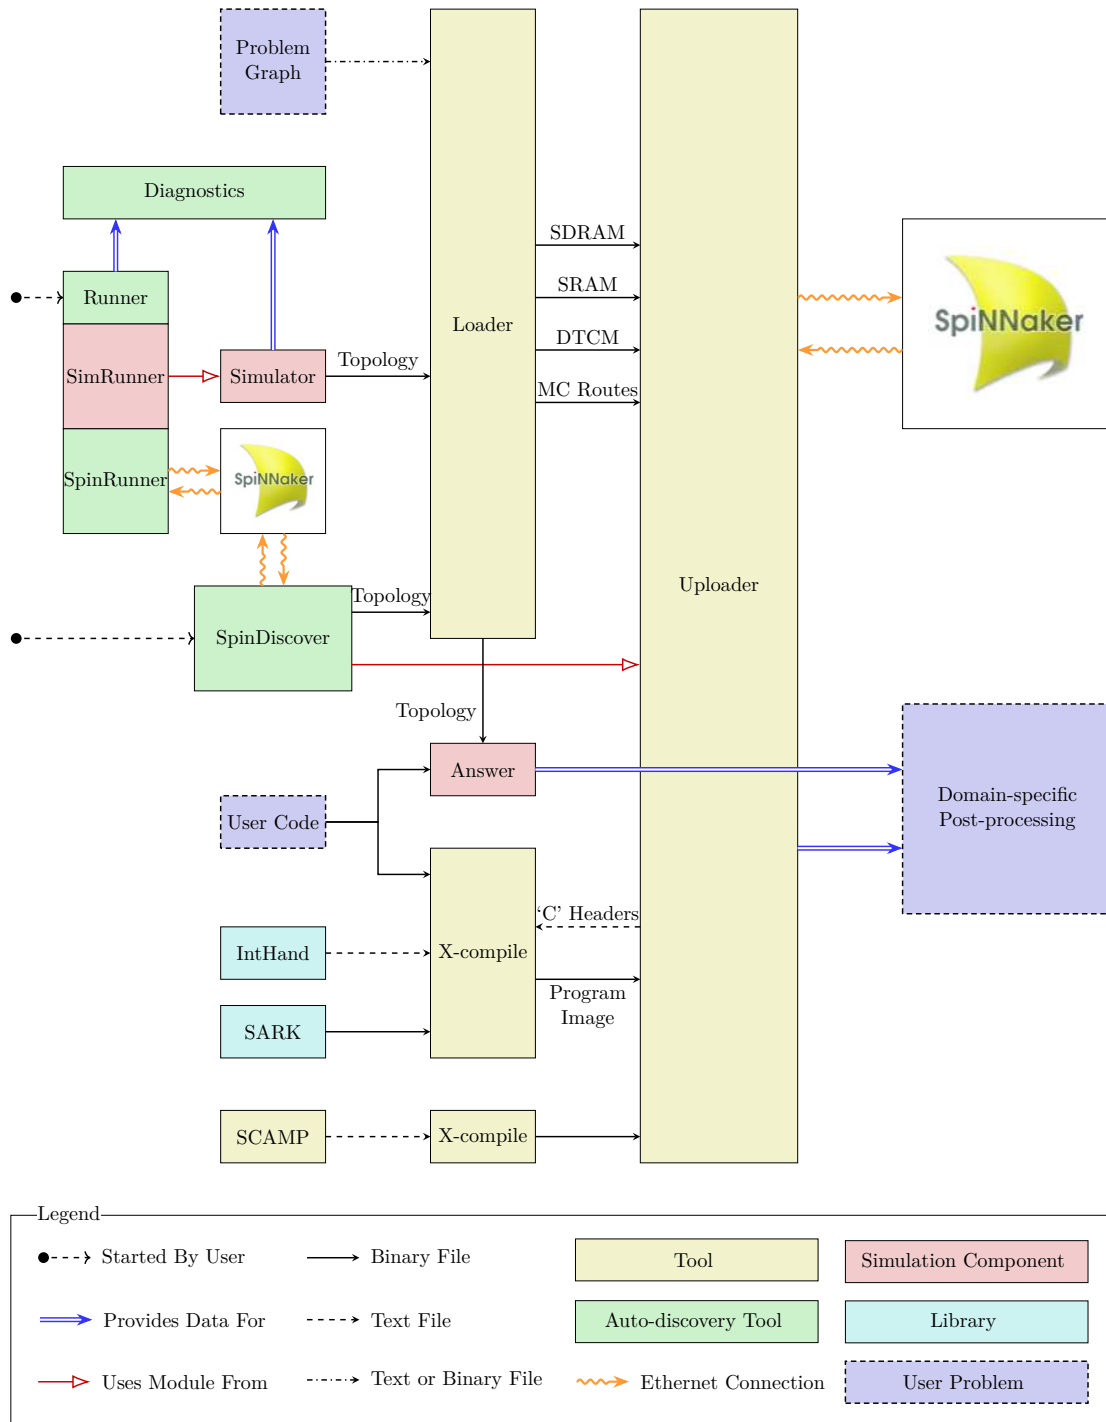 Problem
Graph
Diagnostics
SDRAM
Runner
SRAM
Loader
SpiNNaker
DTCM
SimRunner
Simulator
Topology
MC Routes
SpinRunner
SpiNNaker
Uploader
Topology
SpinDiscover
Topology
Answer
Domain-specific
Post-processing
User Code
‘C’ Headers
IntHand
X-compile
Program
Image
SARK
SCAMP
X-compile
Legend
Started By User
Binary File
Tool
Simulation Component
Provides Data For
Text File
Auto-discovery Tool
Library
Uses Module From
Text or Binary File
Ethernet Connection
User Problem